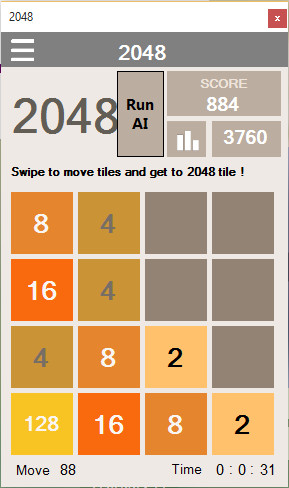 2048
2048
2048
Run
AI
SCORE
884
3760
Swipe to move tiles and get to 2048 tile !
8 4
16 4
4 8 2
128 16 8 2
Move 88 Time 0 : 0 : 31